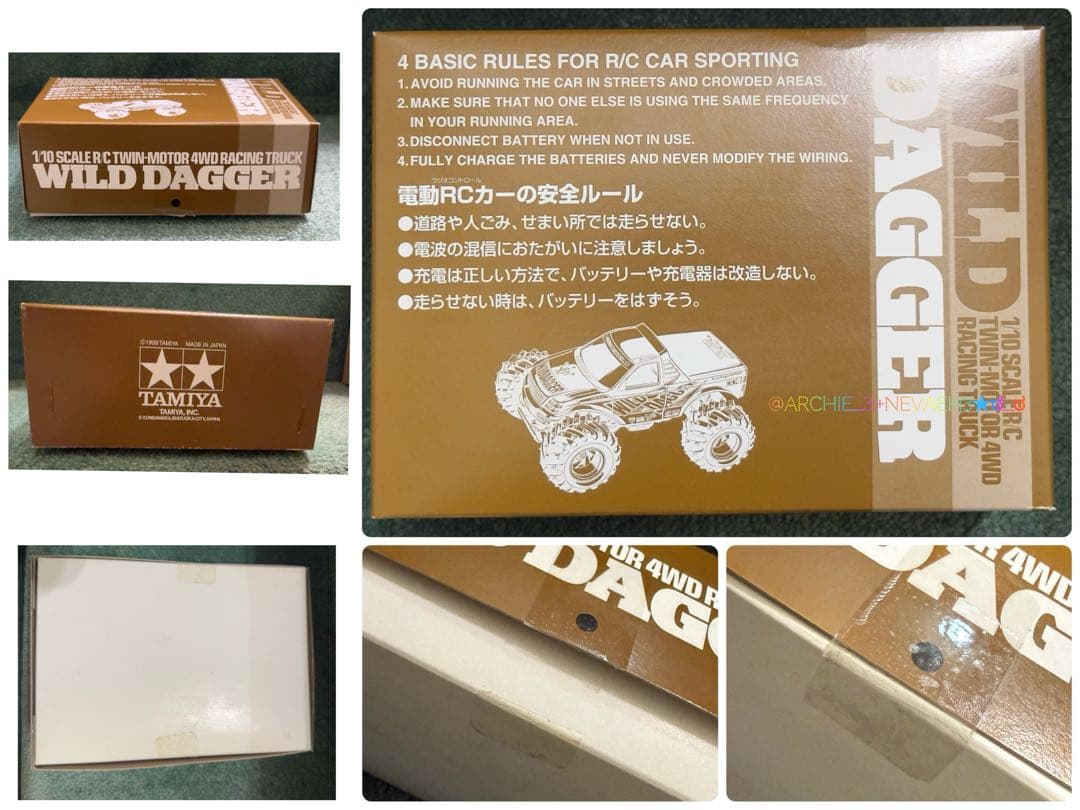 1/10 SCALE R/C TWIN-MOTOR 4WD RACING TRUCK
WILD DAGGER
©1999 TAMIYA MADE IN JAPAN
TAMIYA
TAMIYA, INC.
4 BASIC RULES FOR R/C CAR SPORTING
1. AVOID RUNNING THE CAR IN STREETS AND CROWDED AREAS.
2. MAKE SURE THAT NO ONE ELSE IS USING THE SAME FREQUENCY
IN YOUR RUNNING AREA.
3. DISCONNECT BATTERY WHEN NOT IN USE.
4. FULLY CHARGE THE BATTERIES AND NEVER MODIFY THE WIRING.
ラジオコントロール
電動RCカーの安全ルール
●道路や人ごみ、せまい所では走らせない。
●電波の混信におたがいに注意しましょう。
●充電は正しい方法で、バッテリーや充電器は改造しない。
●走らせない時は、バッテリーをはずそう。
WILD
DAGGER
1/10 SCALE R/C
TWIN-MOTOR 4WD
RACING TRUCK
TOR 4WD R
DAGG
R 4WD
DAG